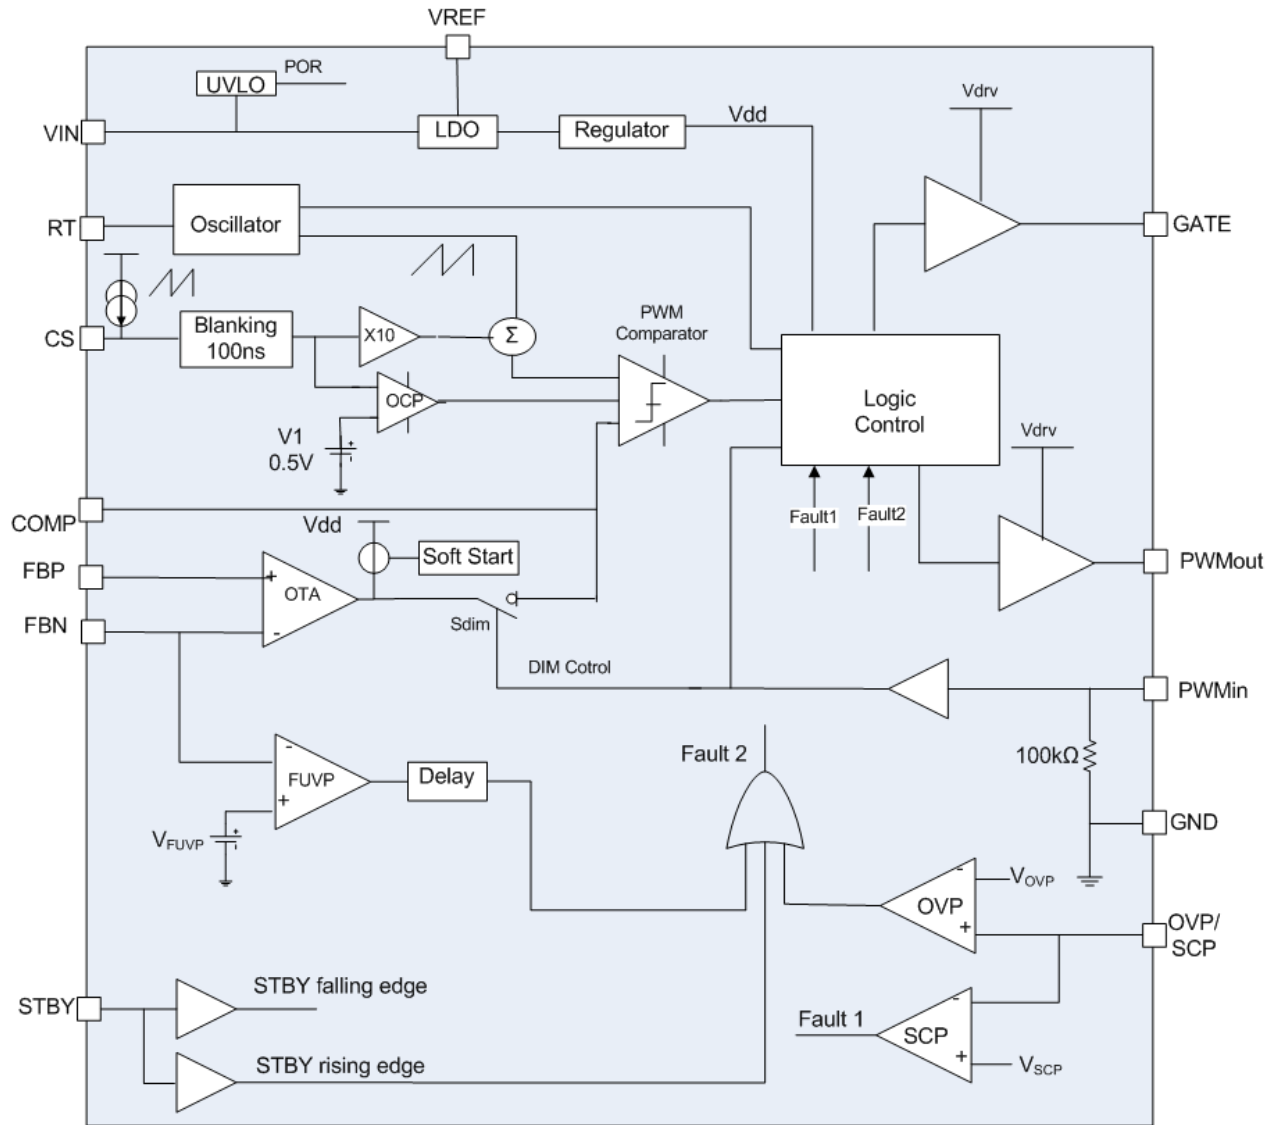 VREF
UVLO
POR
Vdrv
VIN
LDO
Regulator
Vdd
RT
Oscillator
GATE
CS
Blanking
100ns
X10
Σ
PWM
Comparator
OCP
V1
0.5V
+
-
Logic
Control
Vdrv
COMP
Vdd
Fault1
Fault2
FBP
+
OTA
-
Soft Start
PWMout
FBN
Sdim
DIM Cotrol
PWMin
Fault 2
100kΩ
-
FUVP
+
Delay
VFUVP
+
-
GND
-
VOVP
OVP
+
OVP/
SCP
STBY
STBY falling edge
-
Fault 1
SCP
+
VSCP
STBY rising edge